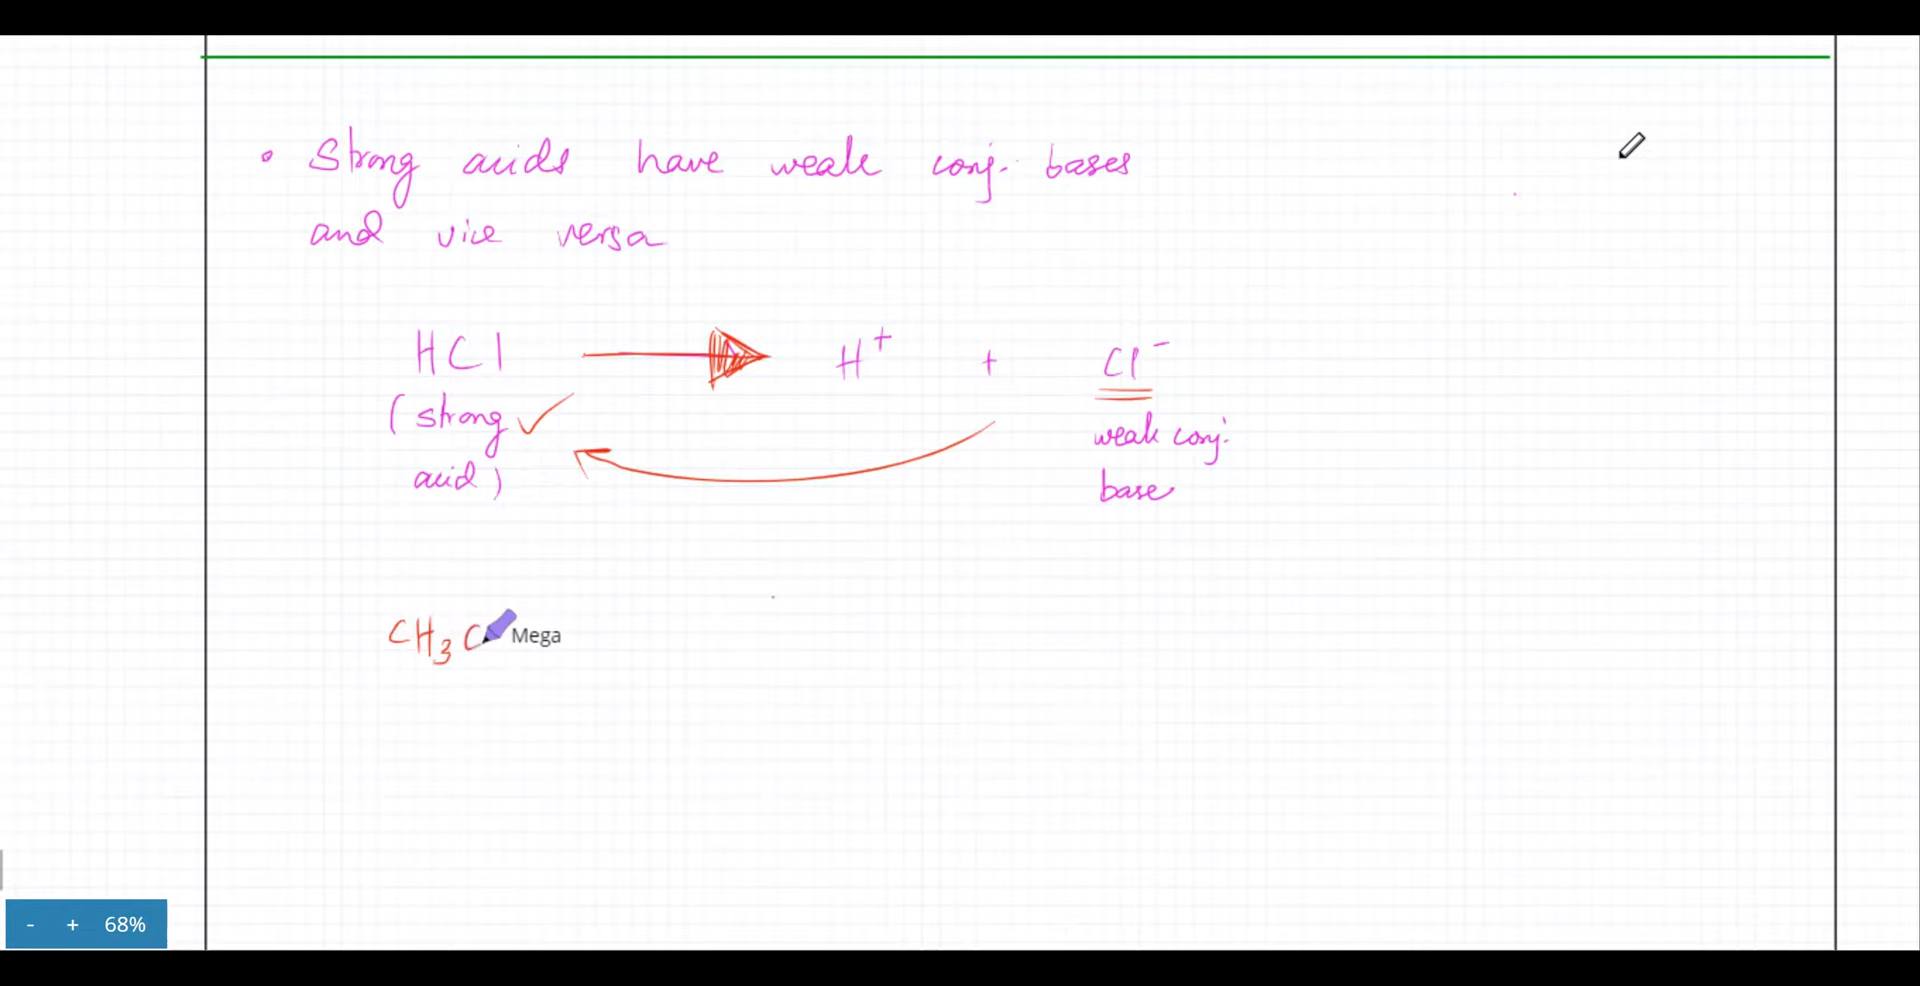 • Strong acids have weak conj. bases
and vice versa
HCl → H⁺ + Cl⁻
(strong ✓
acid)
weak conj.
base
CH₃C
Mega
- + 68%